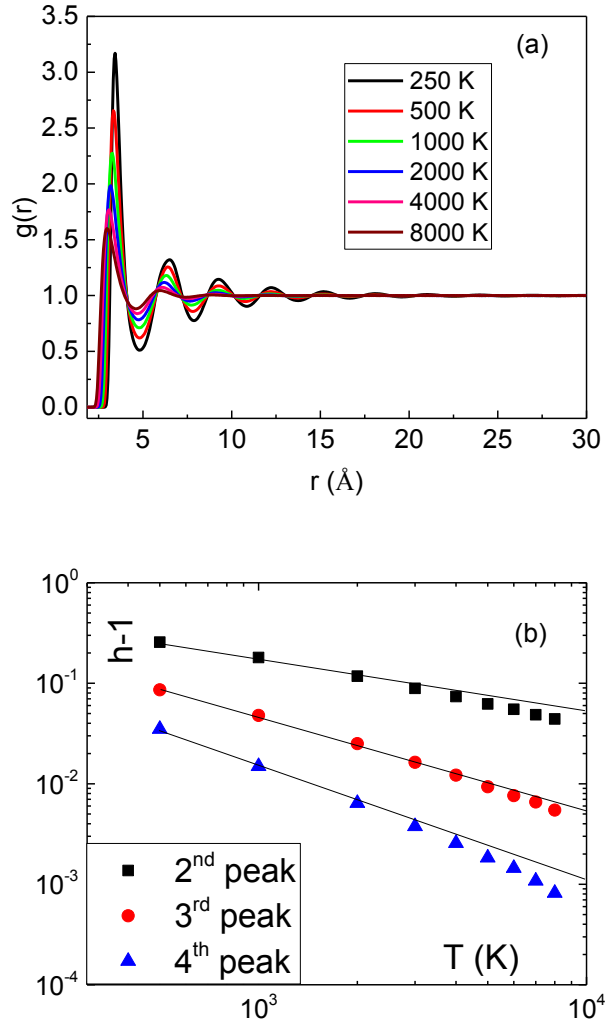 (a)
250 K
500 K
1000 K
2000 K
4000 K
8000 K
g(r)
3.5
3.0
2.5
2.0
1.5
1.0
0.5
0.0
5 10 15 20 25 30
r (Å)
(b)
h-1
10⁰
10⁻¹
10⁻²
10⁻³
10⁻⁴
2ⁿᵈ peak
3ʳᵈ peak
4ᵗʰ peak
T (K)
10³ 10⁴